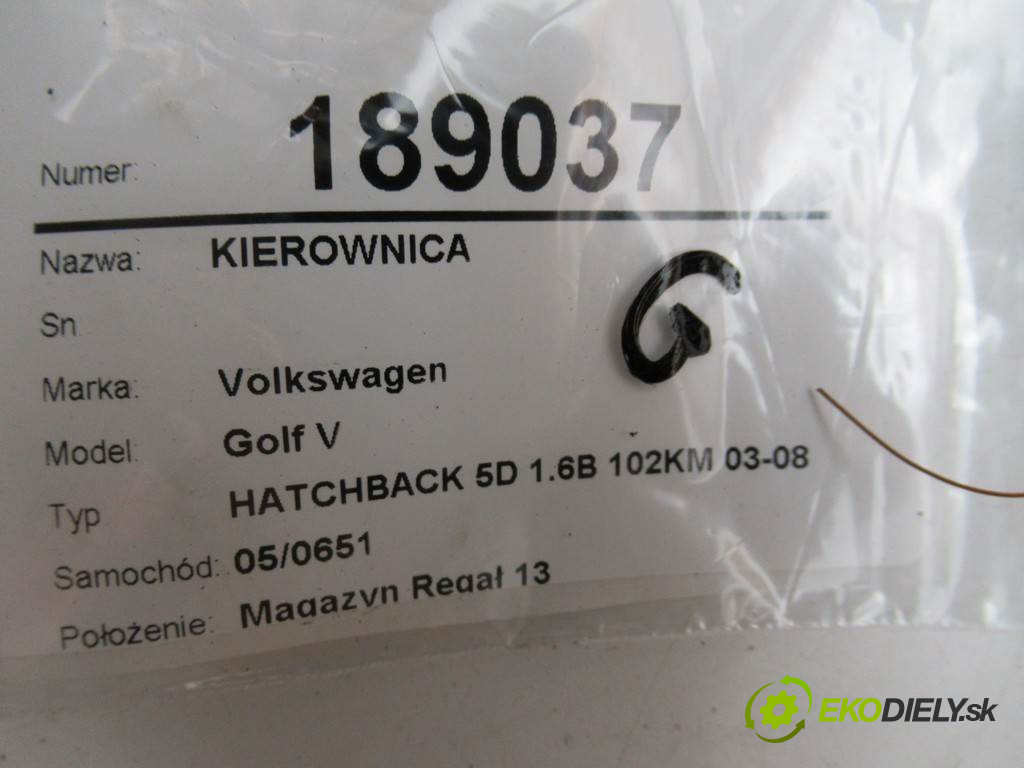 Numer: 189037
Nazwa: KIEROWNICA
Sn
G
Marka: Volkswagen
Model: Golf V
Typ HATCHBACK 5D 1.6B 102KM 03-08
Samochód: 05/0651
Położenie: Magazyn Regał 13
EKODIELY.sk